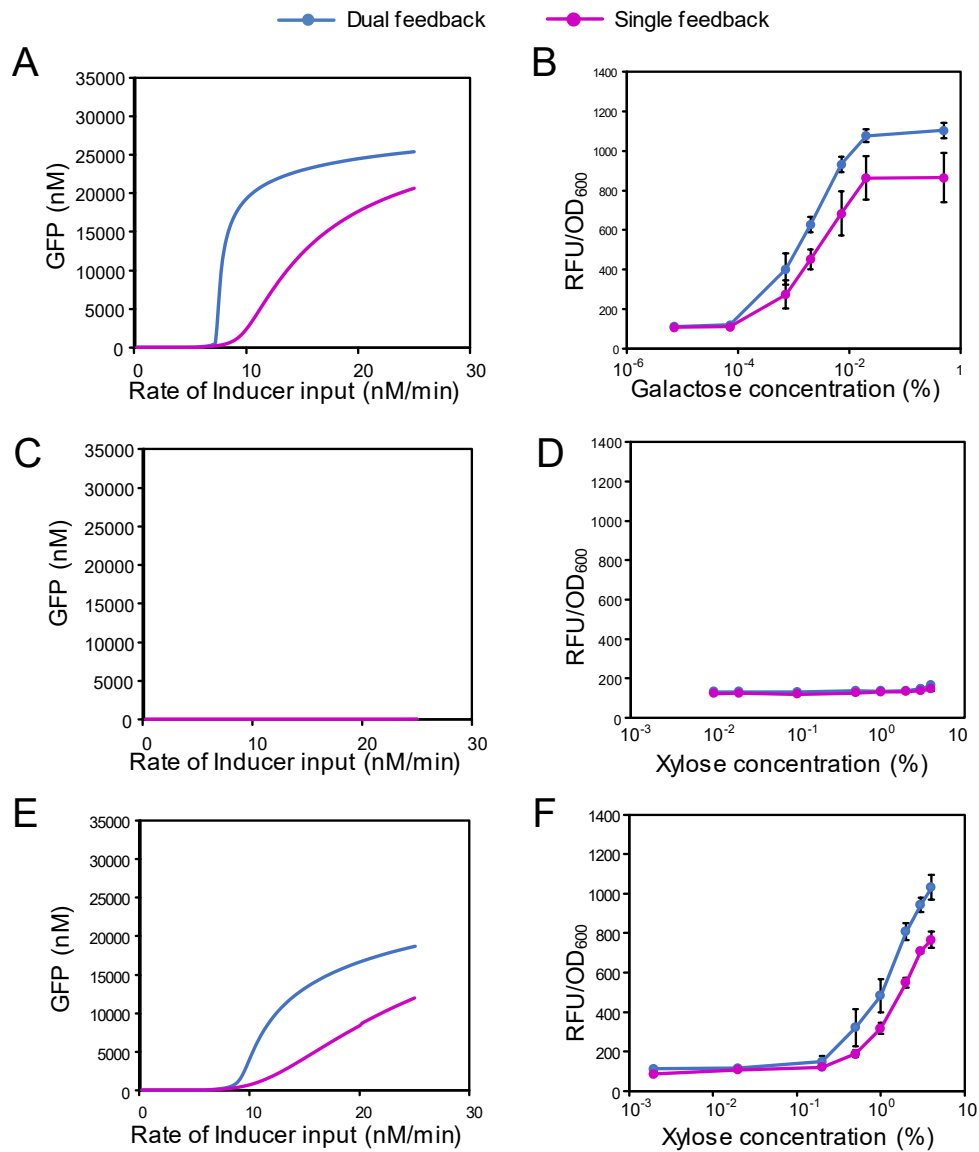 Dual feedback Single feedback
A
35000
30000
25000
20000
15000
10000
5000
0
GFP (nM)
0 10 20 30
Rate of Inducer input (nM/min)
B
1400
1200
1000
800
600
400
200
0
RFU/OD600
10-6 10-4 10-2 1
Galactose concentration (%)
C
35000
30000
25000
20000
15000
10000
5000
0
GFP (nM)
0 10 20 30
Rate of Inducer input (nM/min)
D
1400
1200
1000
800
600
400
200
0
RFU/OD600
10-3 10-2 10-1 100 10
Xylose concentration (%)
E
35000
30000
25000
20000
15000
10000
5000
0
GFP (nM)
0 10 20 30
Rate of Inducer input (nM/min)
F
1400
1200
1000
800
600
400
200
0
RFU/OD600
10-3 10-2 10-1 100 10
Xylose concentration (%)